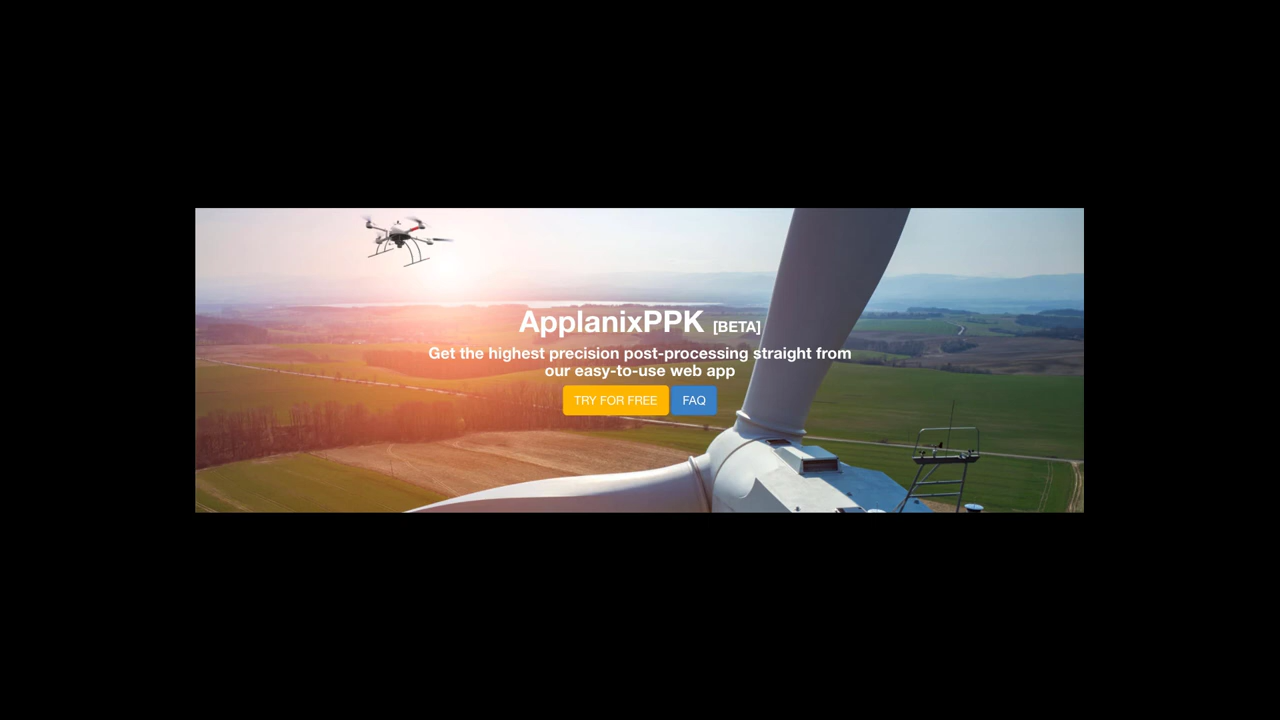 ApplanixPPK [BETA]
Get the highest precision post-processing straight from
our easy-to-use web app
TRY FOR FREE FAQ